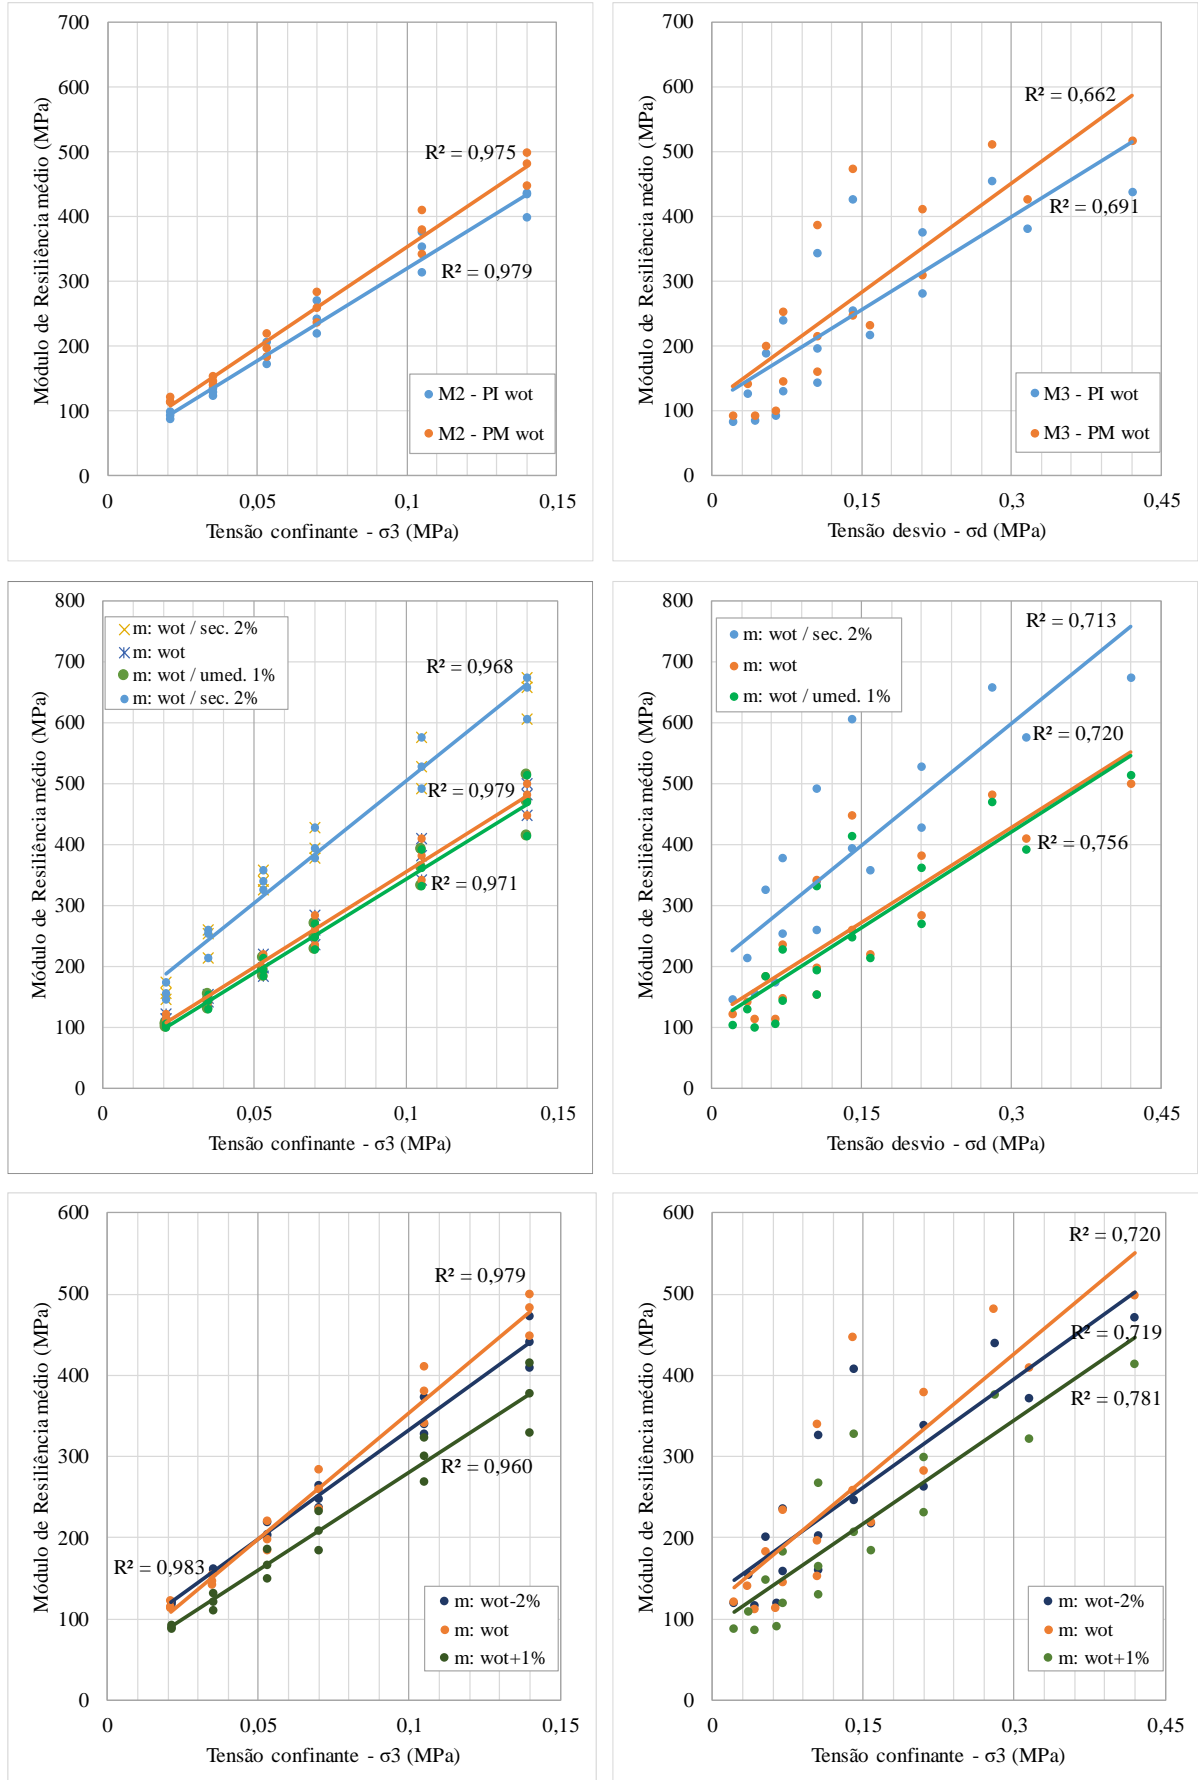 700
600
500
400
300
200
100
0
Módulo de Resiliência médio (MPa)
R² = 0,975
R² = 0,979
M2 - PI wot
M2 - PM wot
0
0,05
0,1
0,15
Tensão confinante - σ3 (MPa)
700
600
500
400
300
200
100
0
Módulo de Resiliência médio (MPa)
R² = 0,662
R² = 0,691
M3 - PI wot
M3 - PM wot
0
0,15
0,3
0,45
Tensão desvio - σd (MPa)
800
700
600
500
400
300
200
100
0
Módulo de Resiliência médio (MPa)
m: wot / sec. 2%
m: wot
m: wot / umed. 1%
m: wot / sec. 2%
R² = 0,968
R² = 0,979
R² = 0,971
0
0,05
0,1
0,15
Tensão confinante - σ3 (MPa)
800
700
600
500
400
300
200
100
0
Módulo de Resiliência médio (MPa)
m: wot / sec. 2%
m: wot
m: wot / umed. 1%
R² = 0,713
R² = 0,720
R² = 0,756
0
0,15
0,3
0,45
Tensão desvio - σd (MPa)
600
500
400
300
200
100
0
Módulo de Resiliência médio (MPa)
R² = 0,979
R² = 0,960
R² = 0,983
m: wot-2%
m: wot
m: wot+1%
0
0,05
0,1
0,15
Tensão confinante - σ3 (MPa)
600
500
400
300
200
100
0
Módulo de Resiliência médio (MPa)
R² = 0,720
R² = 0,719
R² = 0,781
m: wot-2%
m: wot
m: wot+1%
0
0,15
0,3
0,45
Tensão confinante - σ3 (MPa)